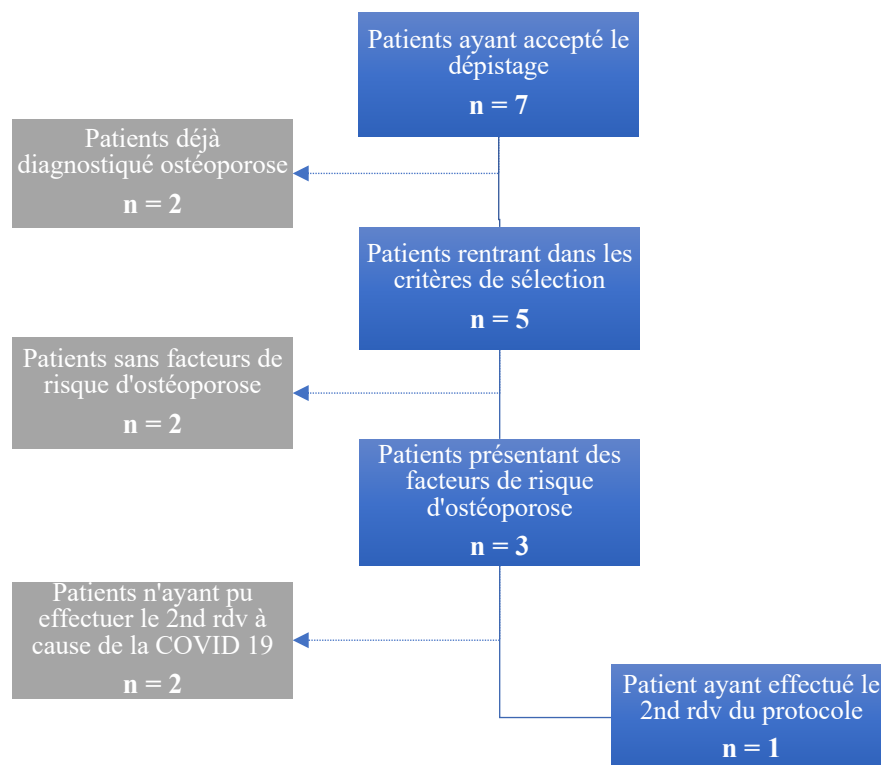 Patients ayant accepté le
dépistage
n = 7
Patients déjà
diagnostiqué ostéoporose
n = 2
Patients rentrant dans les
critères de sélection
n = 5
Patients sans facteurs de
risque d'ostéoporose
n = 2
Patients présentant des
facteurs de risque
d'ostéoporose
n = 3
Patients n'ayant pu
effectuer le 2nd rdv à
cause de la COVID 19
n = 2
Patient ayant effectué le
2nd rdv du protocole
n = 1